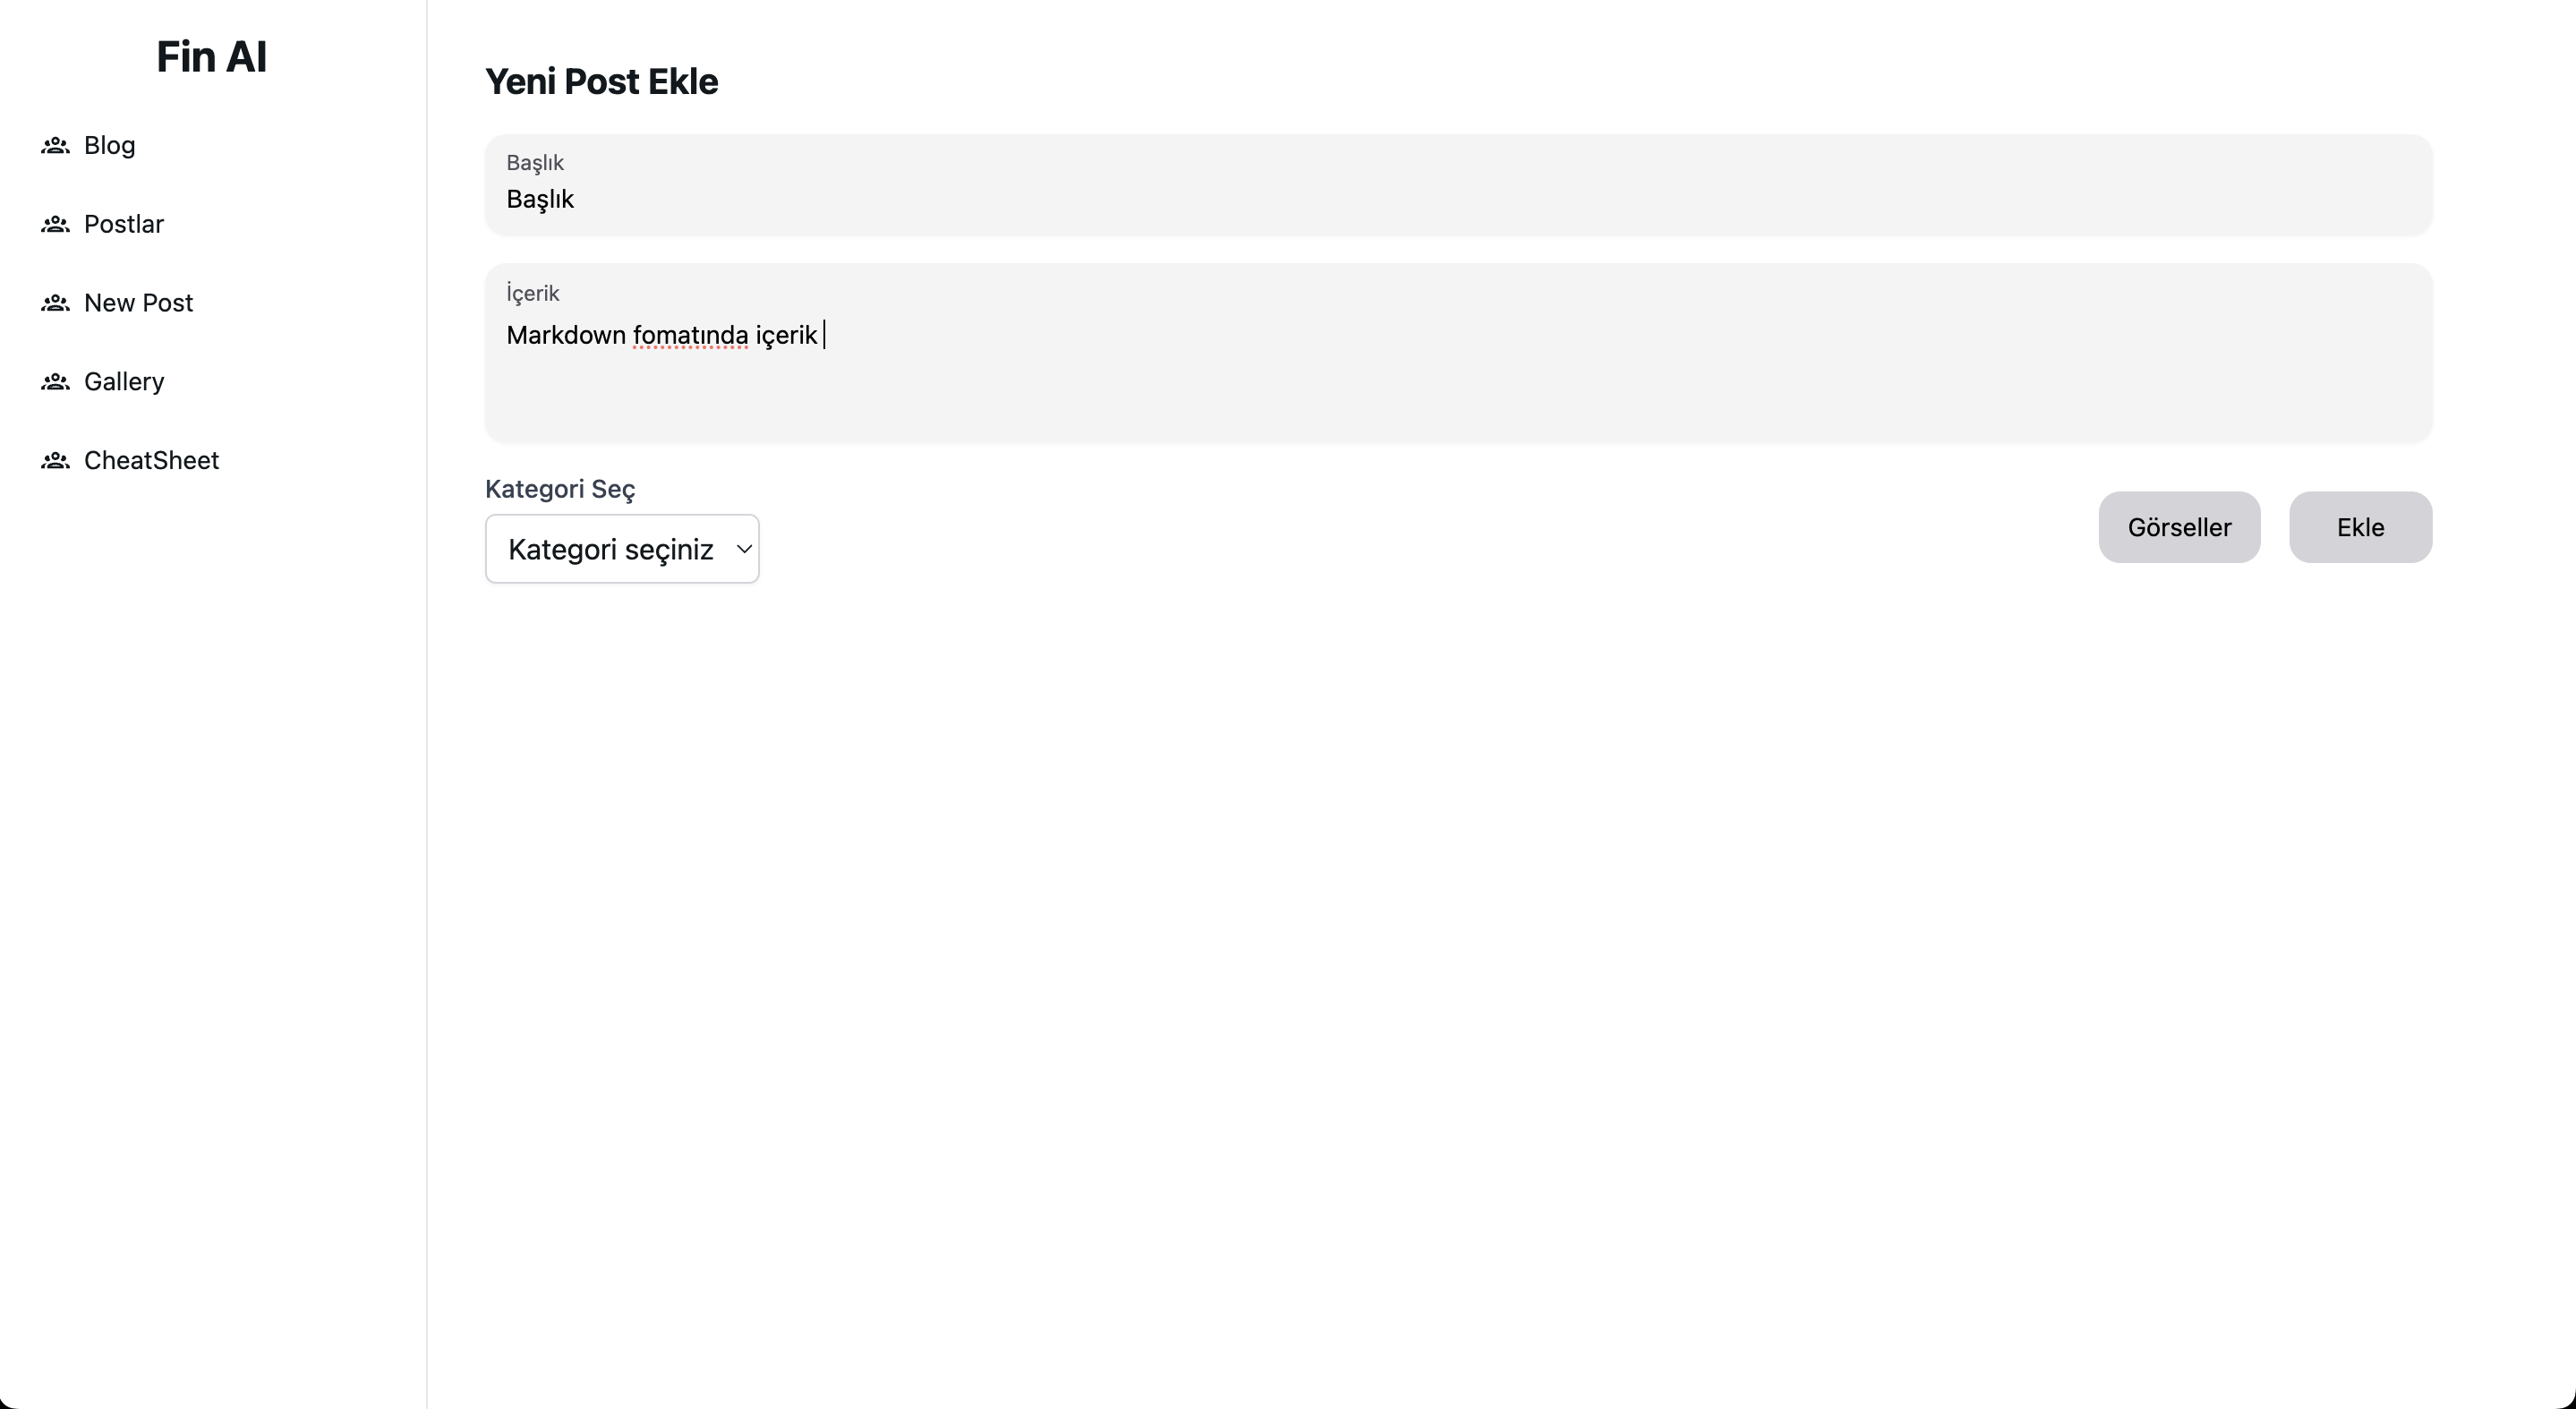 Fin AI
Blog
Postlar
New Post
Gallery
CheatSheet
Yeni Post Ekle
Başlık
Başlık
İçerik
Markdown fomatında içerik
Kategori Seç
Kategori seçiniz
Görseller
Ekle